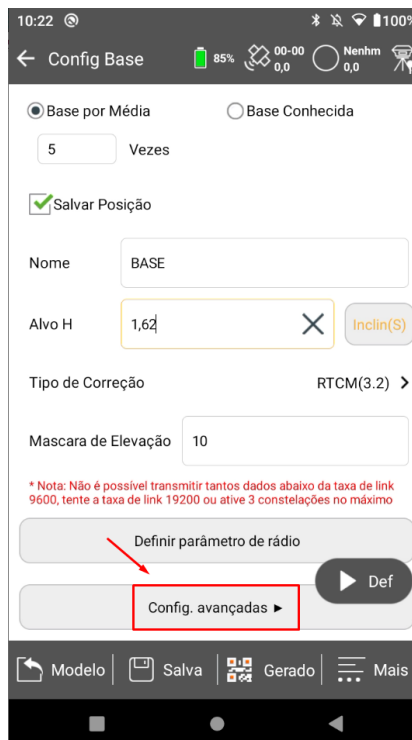 10:22 100%
Config Base 85% 00-00 0,0 Nenhm 0,0
Base por Média Base Conhecida
5 Vezes
Salvar Posição
Nome BASE
Alvo H 1,62 Inclin(S)
Tipo de Correção RTCM(3.2)
Mascara de Elevação 10
* Nota: Não é possível transmitir tantos dados abaixo da taxa de link
9600, tente a taxa de link 19200 ou ative 3 constelações no máximo
Definir parâmetro de rádio
Def
Config. avançadas
Modelo Salva Gerado Mais